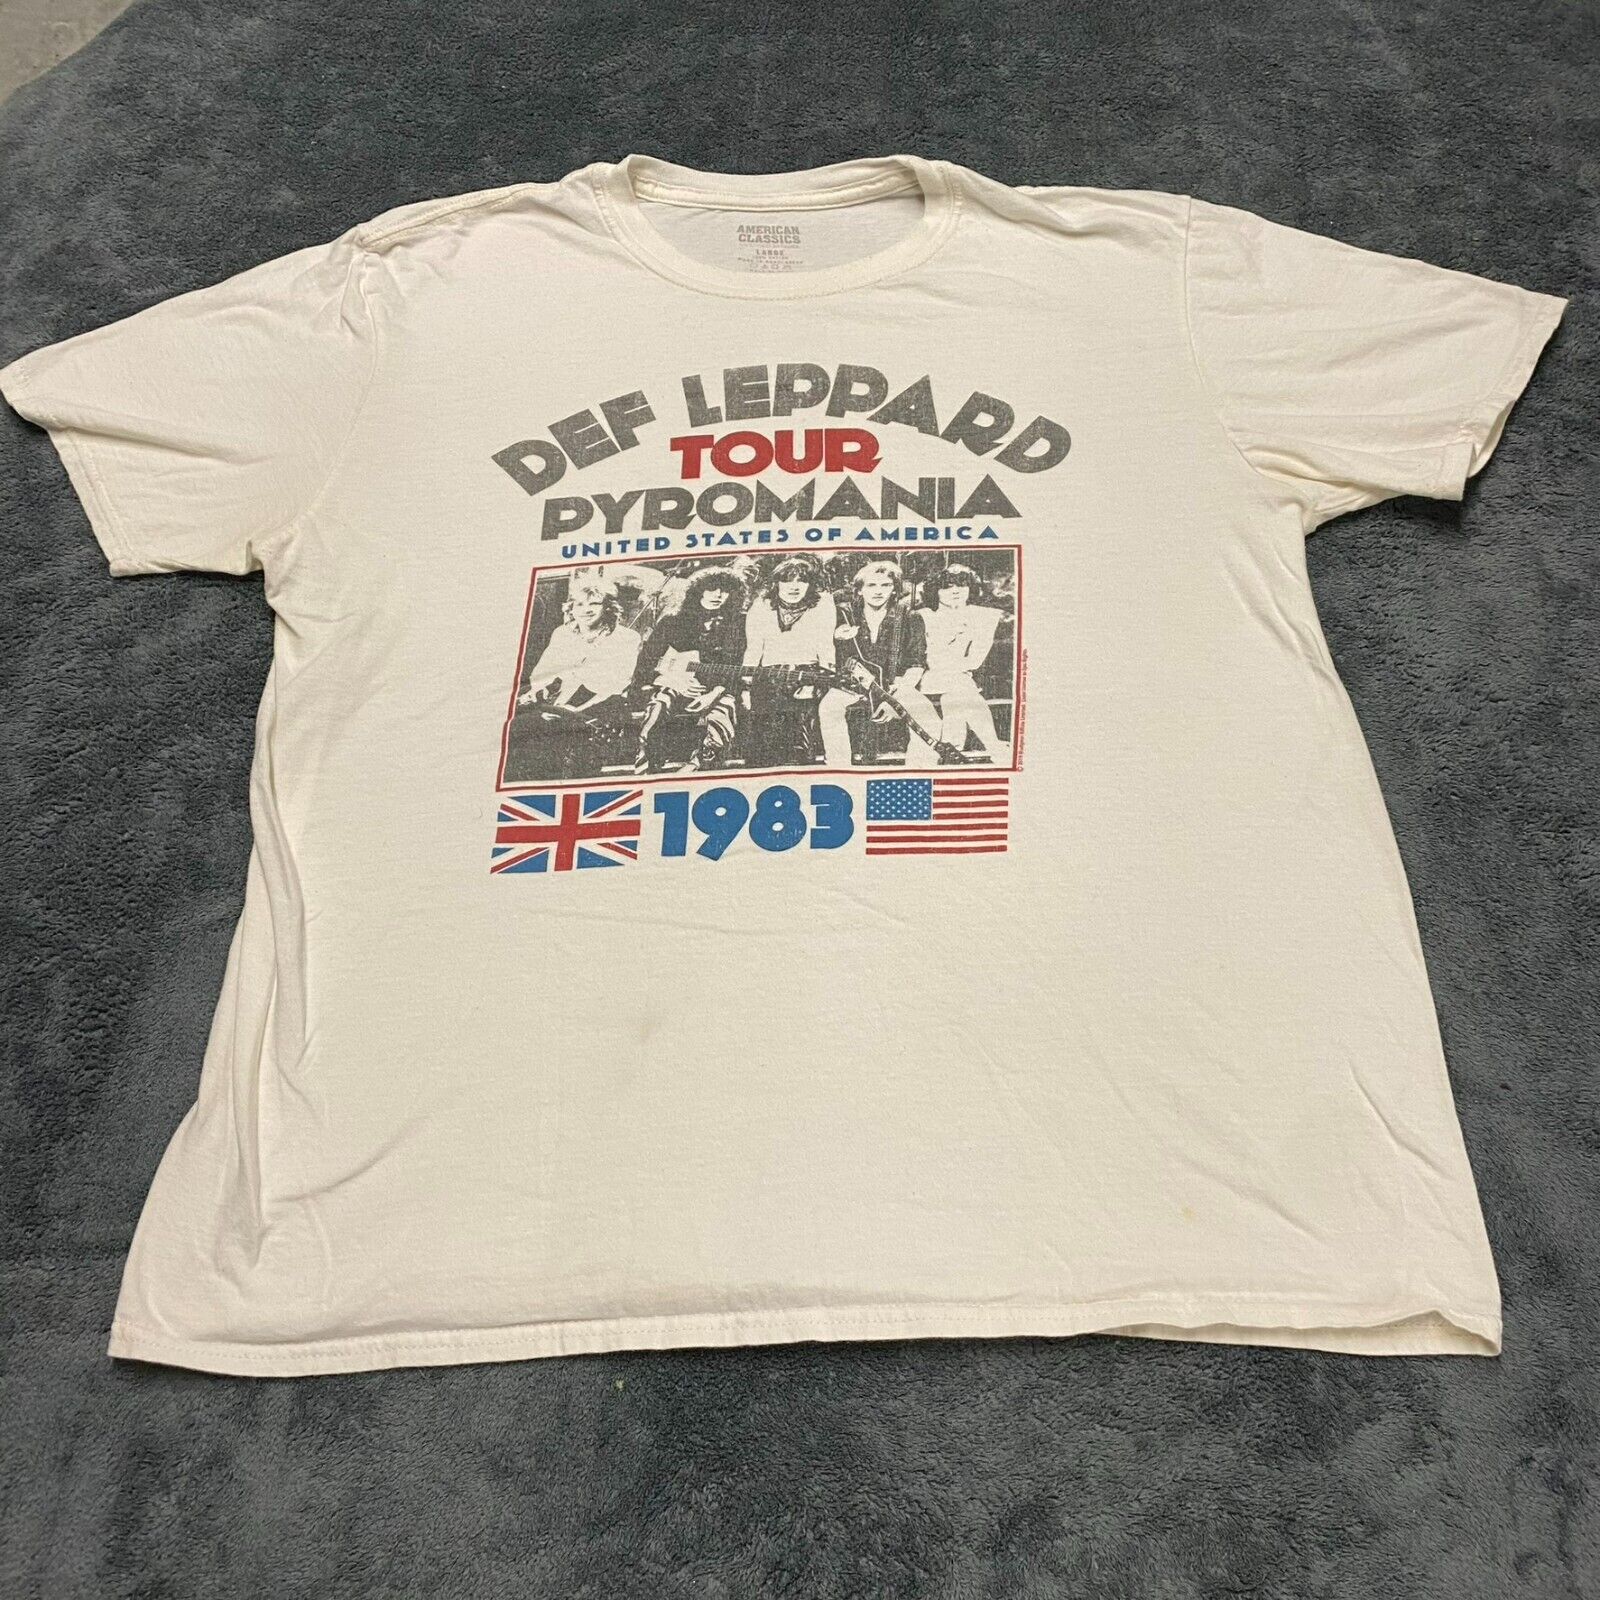 AMERICAN
CLASSICS
LARGE
DEF LEPPARD
TOUR
PYROMANIA
UNITED STATES OF AMERICA
1983